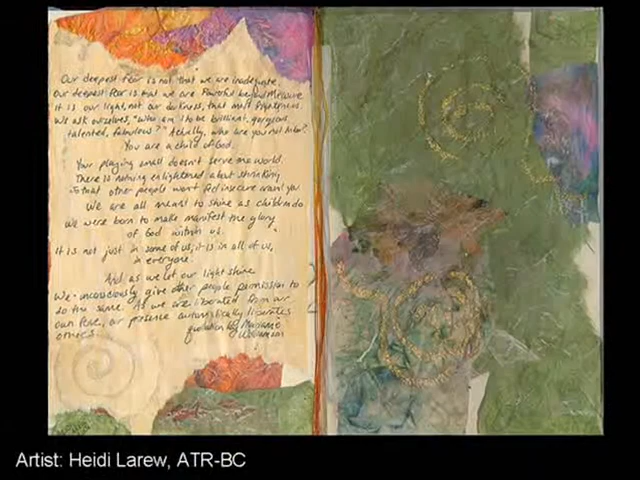 Our deepest fear is not that we are inadequate.
Our deepest fear is that we are Powerful beyond Measure
It is our light, not our darkness, that most frightens us.
We ask ourselves, "Who am I to be brilliant, gorgeous,
talented, fabulous?" Actually, who are you not to be?
You are a child of God.
Your playing small doesn't serve the world.
There is nothing enlightened about shrinking
so that other people won't feel insecure around you
We are all meant to shine as children do
We were born to make manifest the glory
of God within us.
It is not just in some of us; it is in all of us,
in everyone.
And as we let our light shine
We unconsciously give other people permission to
do the same. As we are liberated from our
own fear, our presence automatically liberates
others.
quotation by Marianne
Williamson
Artist: Heidi Larew, ATR-BC